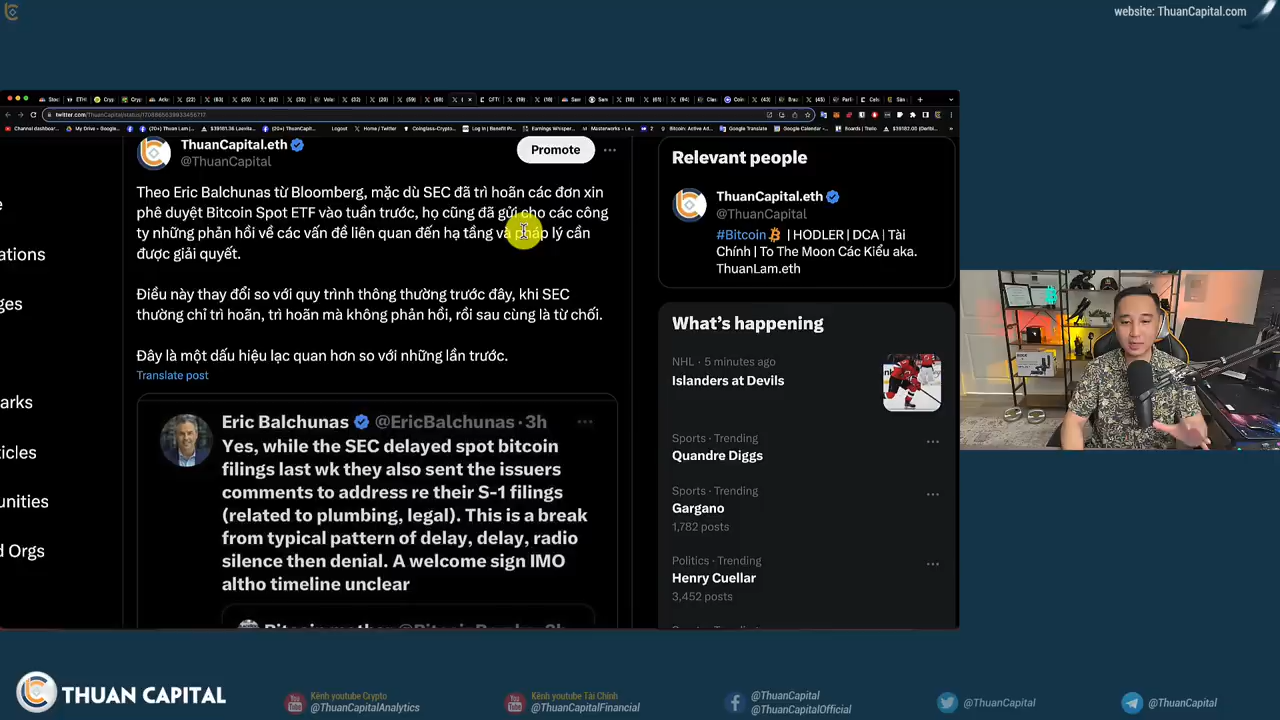 website: ThuanCapital.com
ThuanCapital.eth
@ThuanCapital
Promote
Theo Eric Balchunas từ Bloomberg, mặc dù SEC đã trì hoãn các đơn xin
phê duyệt Bitcoin Spot ETF vào tuần trước, họ cũng đã gửi cho các công
ty những phản hồi về các vấn đề liên quan đến hạ tầng và pháp lý cần
được giải quyết.
Điều này thay đổi so với quy trình thông thường trước đây, khi SEC
thường chỉ trì hoãn, trì hoãn mà không phản hồi, rồi sau cùng là từ chối.
Đây là một dấu hiệu lạc quan hơn so với những lần trước.
Translate post
Eric Balchunas @EricBalchunas · 3h
Yes, while the SEC delayed spot bitcoin
filings last wk they also sent the issuers
comments to address re their S-1 filings
(related to plumbing, legal). This is a break
from typical pattern of delay, delay, radio
silence then denial. A welcome sign IMO
altho timeline unclear
Relevant people
ThuanCapital.eth
@ThuanCapital
#Bitcoin | HODLER | DCA | Tài
Chính | To The Moon Các Kiểu aka.
ThuanLam.eth
What's happening
NHL · 5 minutes ago
Islanders at Devils
Sports · Trending
Quandre Diggs
Sports · Trending
Gargano
1,782 posts
Politics · Trending
Henry Cuellar
3,452 posts
ations
ges
arks
icles
unities
d Orgs
THUAN CAPITAL
Kênh youtube Crypto
@ThuanCapitalAnalytics
Kênh youtube Tài Chính
@ThuanCapitalFinancial
@ThuanCapital
@ThuanCapitalOfficial
@ThuanCapital
@ThuanCapital